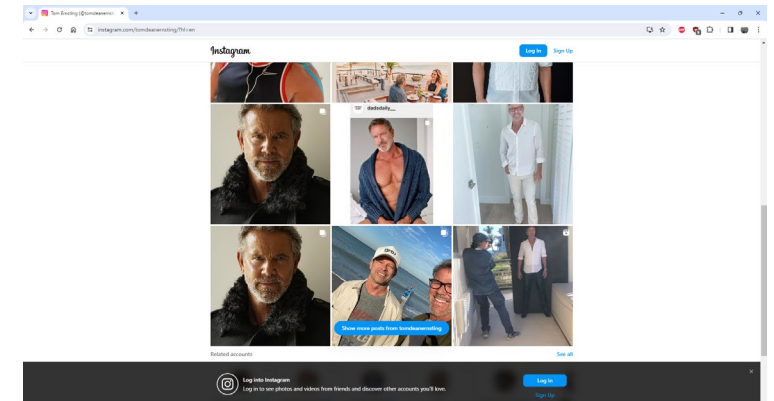 Tom Ernsting (@tomdeanernsti
instagram.com/tomdeanernsting/?hl=en
Instagram
Log In
Sign Up
dadsdaily__
Show more posts from tomdeanernsting
Related accounts
See all
Log into Instagram
Log in to see photos and videos from friends and discover other accounts you'll love.
Log in
Sign Up